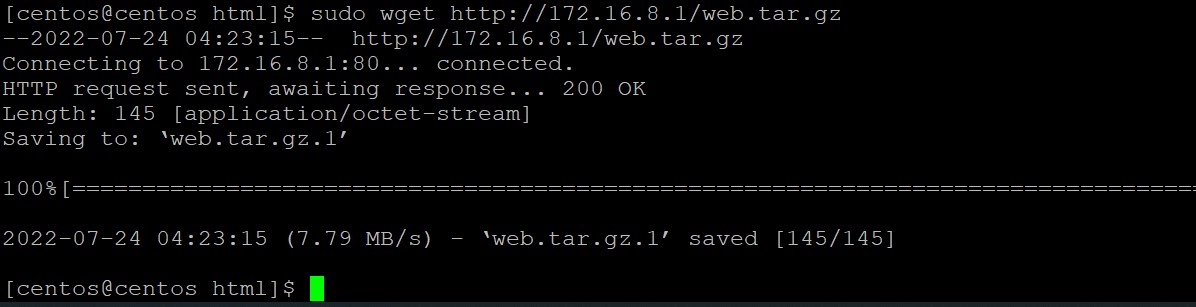 [centos@centos html]$ sudo wget http://172.16.8.1/web.tar.gz
--2022-07-24 04:23:15--  http://172.16.8.1/web.tar.gz
Connecting to 172.16.8.1:80... connected.
HTTP request sent, awaiting response... 200 OK
Length: 145 [application/octet-stream]
Saving to: ‘web.tar.gz.1’
100%[================================================================================
2022-07-24 04:23:15 (7.79 MB/s) - ‘web.tar.gz.1’ saved [145/145]
[centos@centos html]$